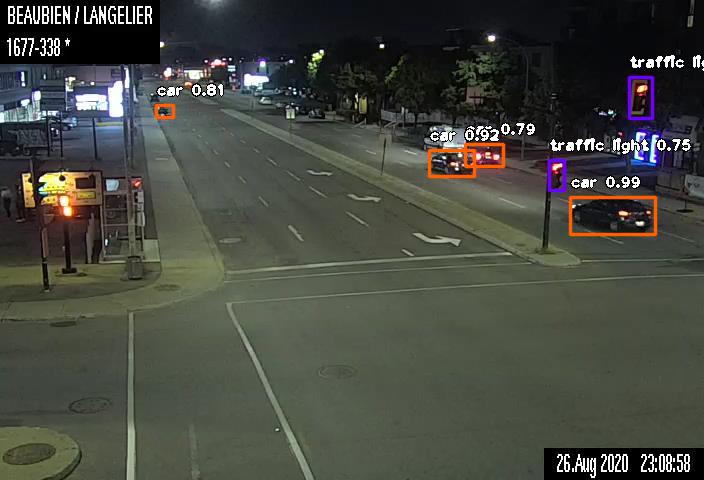 BEAUBIEN / LANGELIER
1677-338 *
car 0.81
traffic lig
car 0.92
0.79
traffic light 0.75
car 0.99
26.Aug 2020 23:08:58